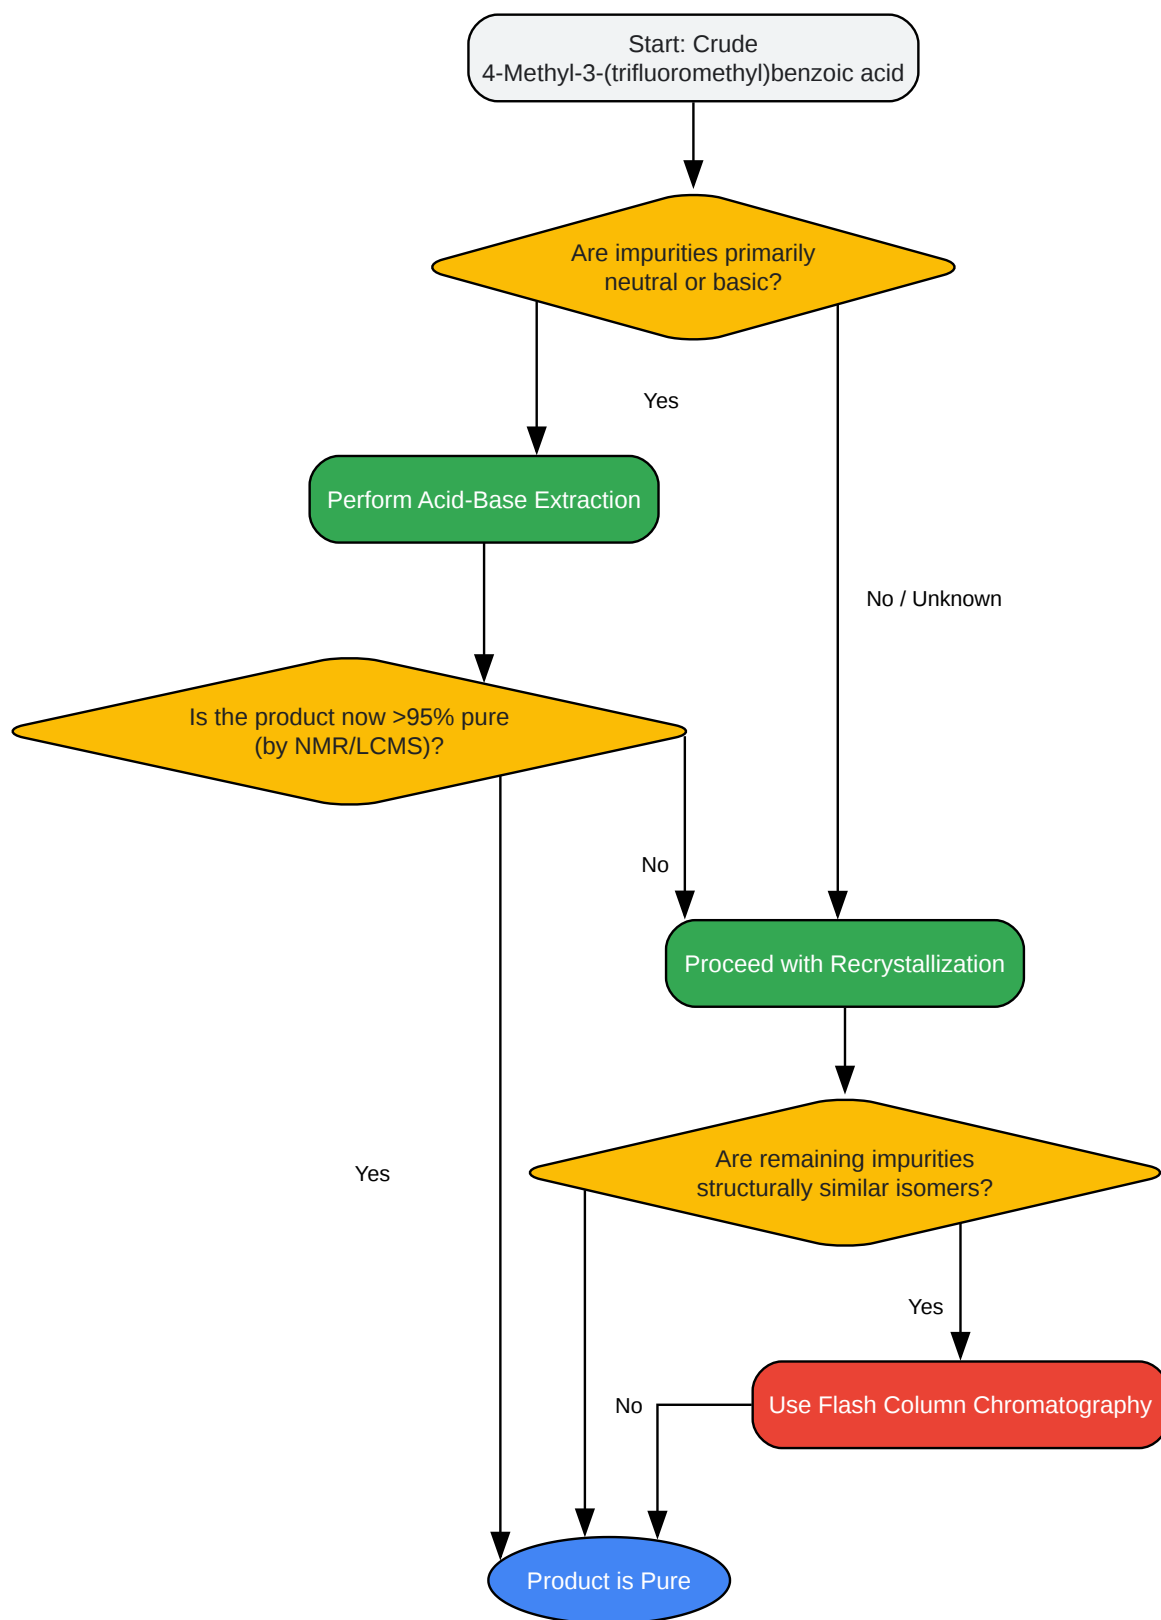 Start: Crude
4-Methyl-3-(trifluoromethyl)benzoic acid
Are impurities primarily
neutral or basic?
Yes
Perform Acid-Base Extraction
No / Unknown
Is the product now >95% pure
(by NMR/LCMS)?
No
Proceed with Recrystallization
Are remaining impurities
structurally similar isomers?
Yes
Yes
Use Flash Column Chromatography
No
Product is Pure